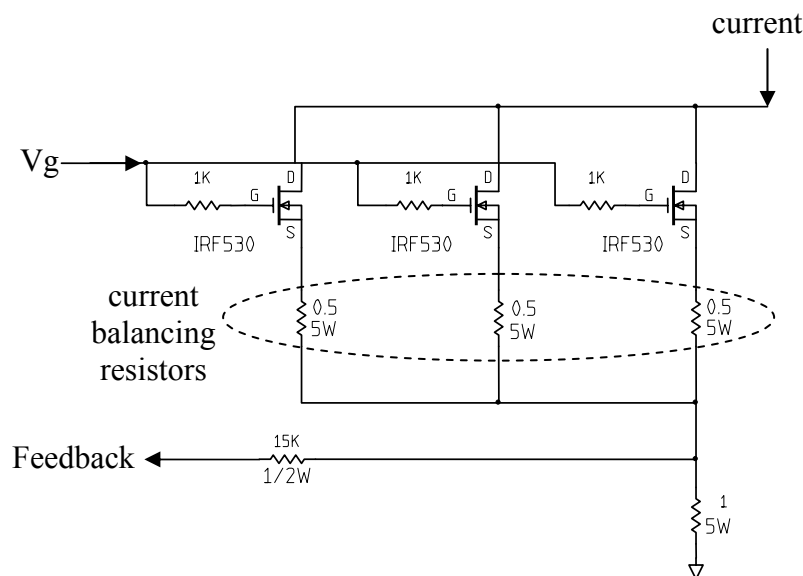 current
Vg
1K
G
D
S
IRF530
1K
G
D
S
IRF530
1K
G
D
S
IRF530
current
balancing
resistors
0.5
5W
0.5
5W
0.5
5W
Feedback
15K
1/2W
1
5W